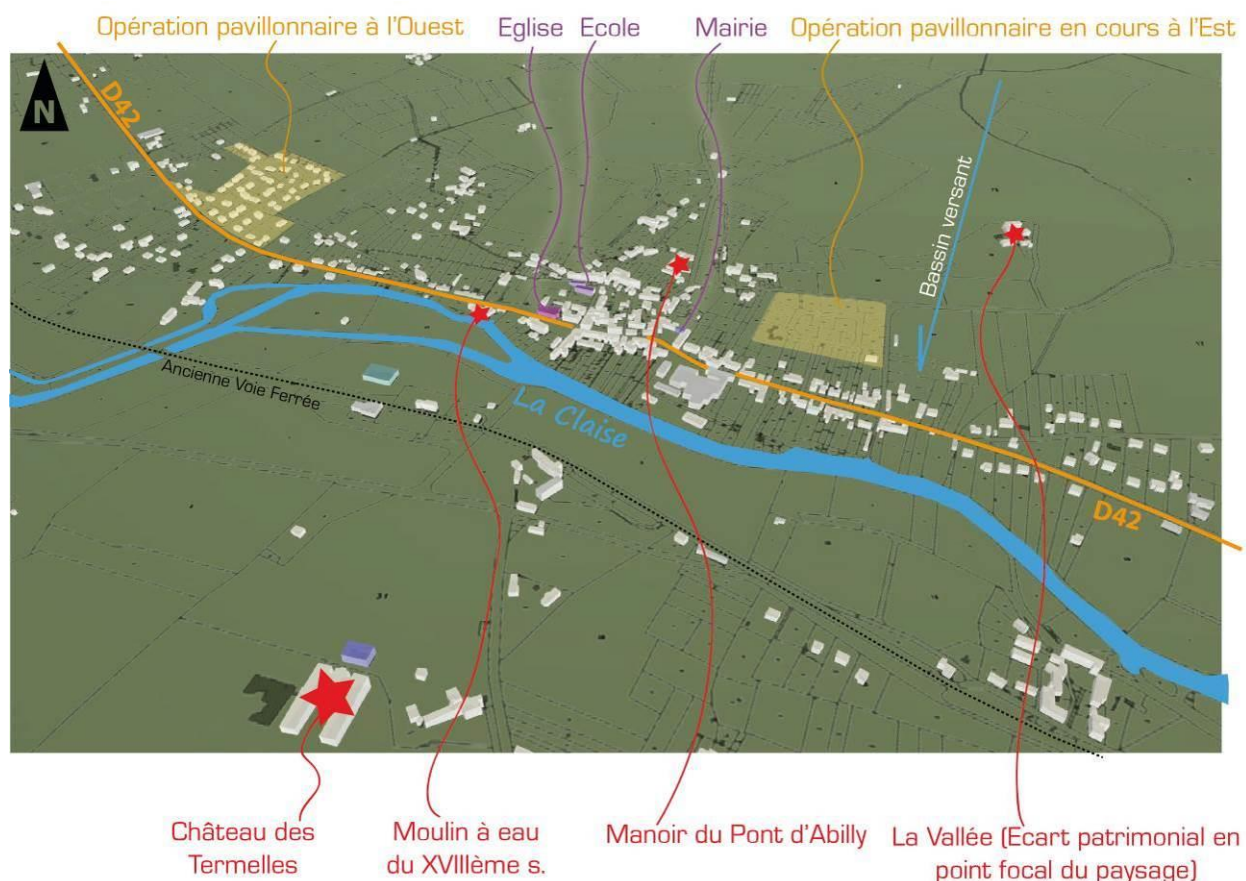 Opération pavillonnaire à l'Ouest
Eglise
Ecole
Mairie
Opération pavillonnaire en cours à l'Est
N
D42
Bassin versant
Ancienne Voie Ferrée
La Claise
D42
Château des
Termelles
Moulin à eau
du XVIIIème s.
Manoir du Pont d'Abilly
La Vallée (Ecart patrimonial en
point focal du paysage)